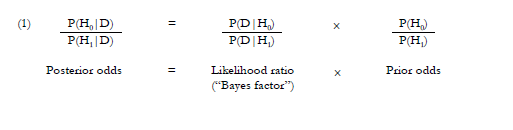 (1) P(H₀|D) = P(D|H₀) × P(H₀)
P(H₁|D) P(D|H₁) P(H₁)
Posterior odds = Likelihood ratio × Prior odds
(“Bayes factor”)